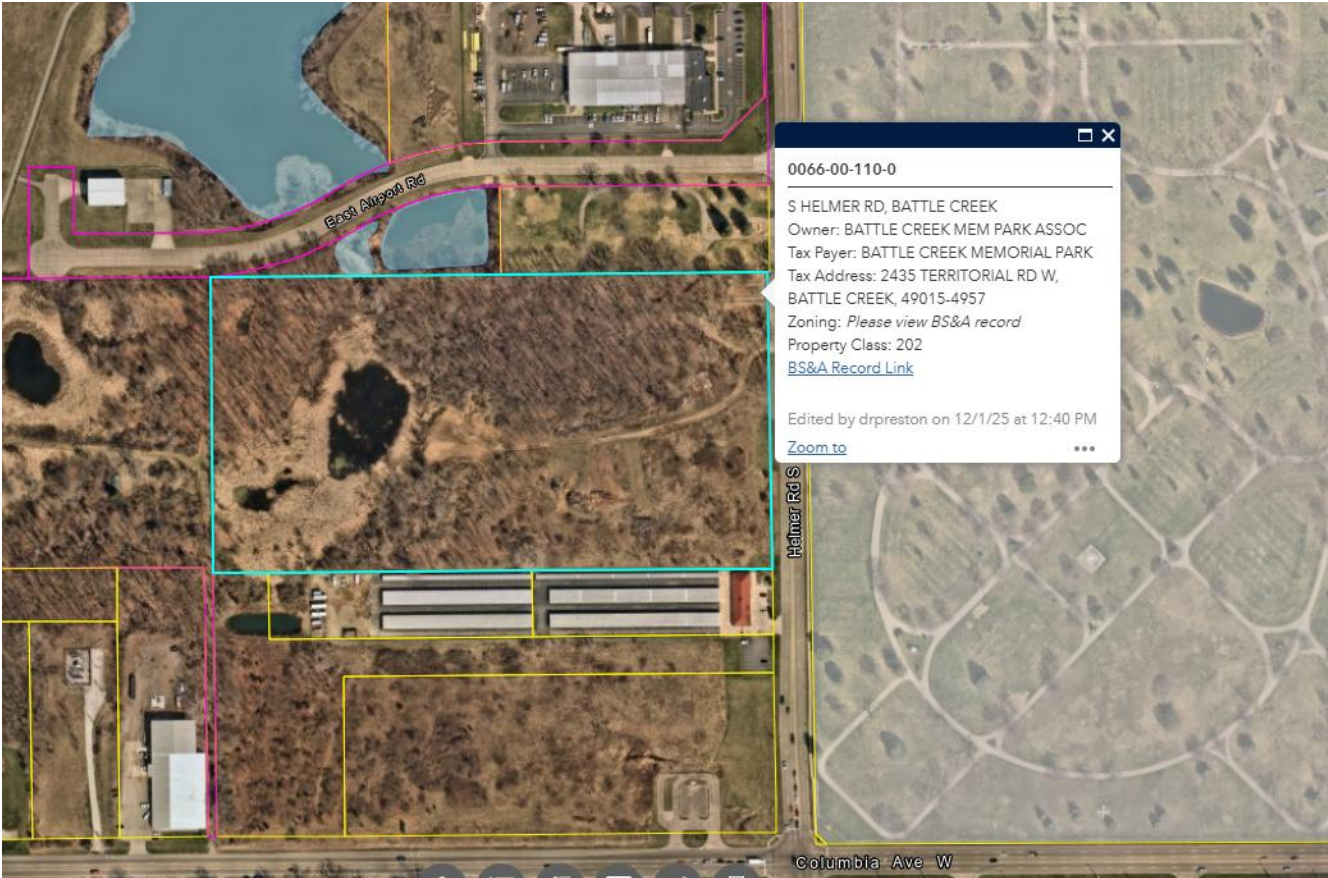 East Airport Rd
0066-00-110-0
S HELMER RD, BATTLE CREEK
Owner: BATTLE CREEK MEM PARK ASSOC
Tax Payer: BATTLE CREEK MEMORIAL PARK
Tax Address: 2435 TERRITORIAL RD W,
BATTLE CREEK, 49015-4957
Zoning: Please view BS&A record
Property Class: 202
BS&A Record Link
Edited by drpreston on 12/1/25 at 12:40 PM
Zoom to
Helmer Rd S
Columbia Ave W